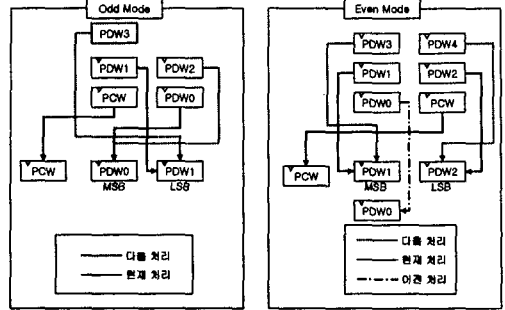 Odd Mode
PDW3
PDW1 PDW2
PCW PDW0
PCW PDW0 PDW1
MSB LSB
다음 처리
현재 처리
Even Mode
PDW3 PDW4
PDW1 PDW2
PDW0 PCW
PCW PDW1 PDW2
MSB LSB
PDW0
다음 처리
현재 처리
이전 처리